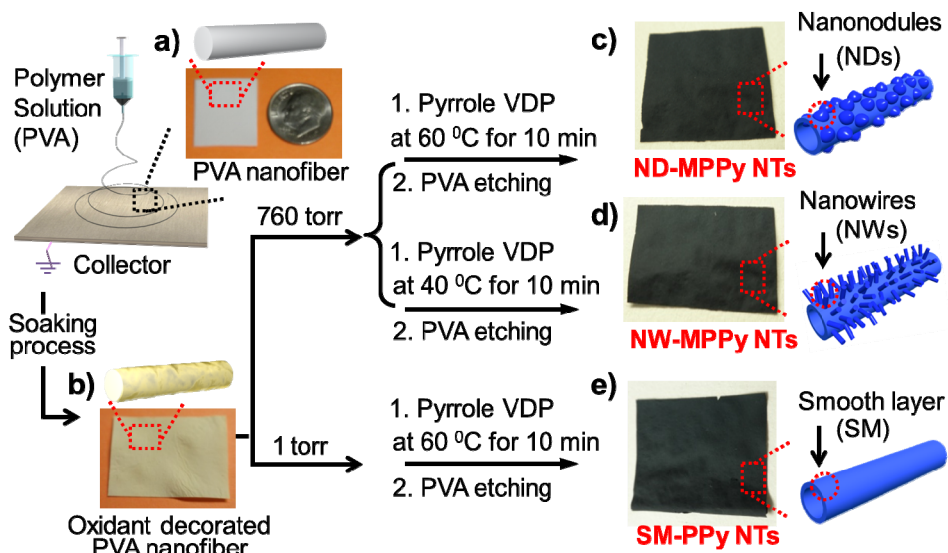 a)
Polymer
Solution
(PVA)
PVA nanofiber
Collector
Soaking
process
b)
Oxidant decorated
PVA nanofiber
760 torr
1 torr
1. Pyrrole VDP
at 60 ⁰C for 10 min
2. PVA etching
1. Pyrrole VDP
at 40 ⁰C for 10 min
2. PVA etching
1. Pyrrole VDP
at 60 ⁰C for 10 min
2. PVA etching
c)
Nanonodules
(NDs)
ND-MPPy NTs
d)
Nanowires
(NWs)
NW-MPPy NTs
e)
Smooth layer
(SM)
SM-PPy NTs